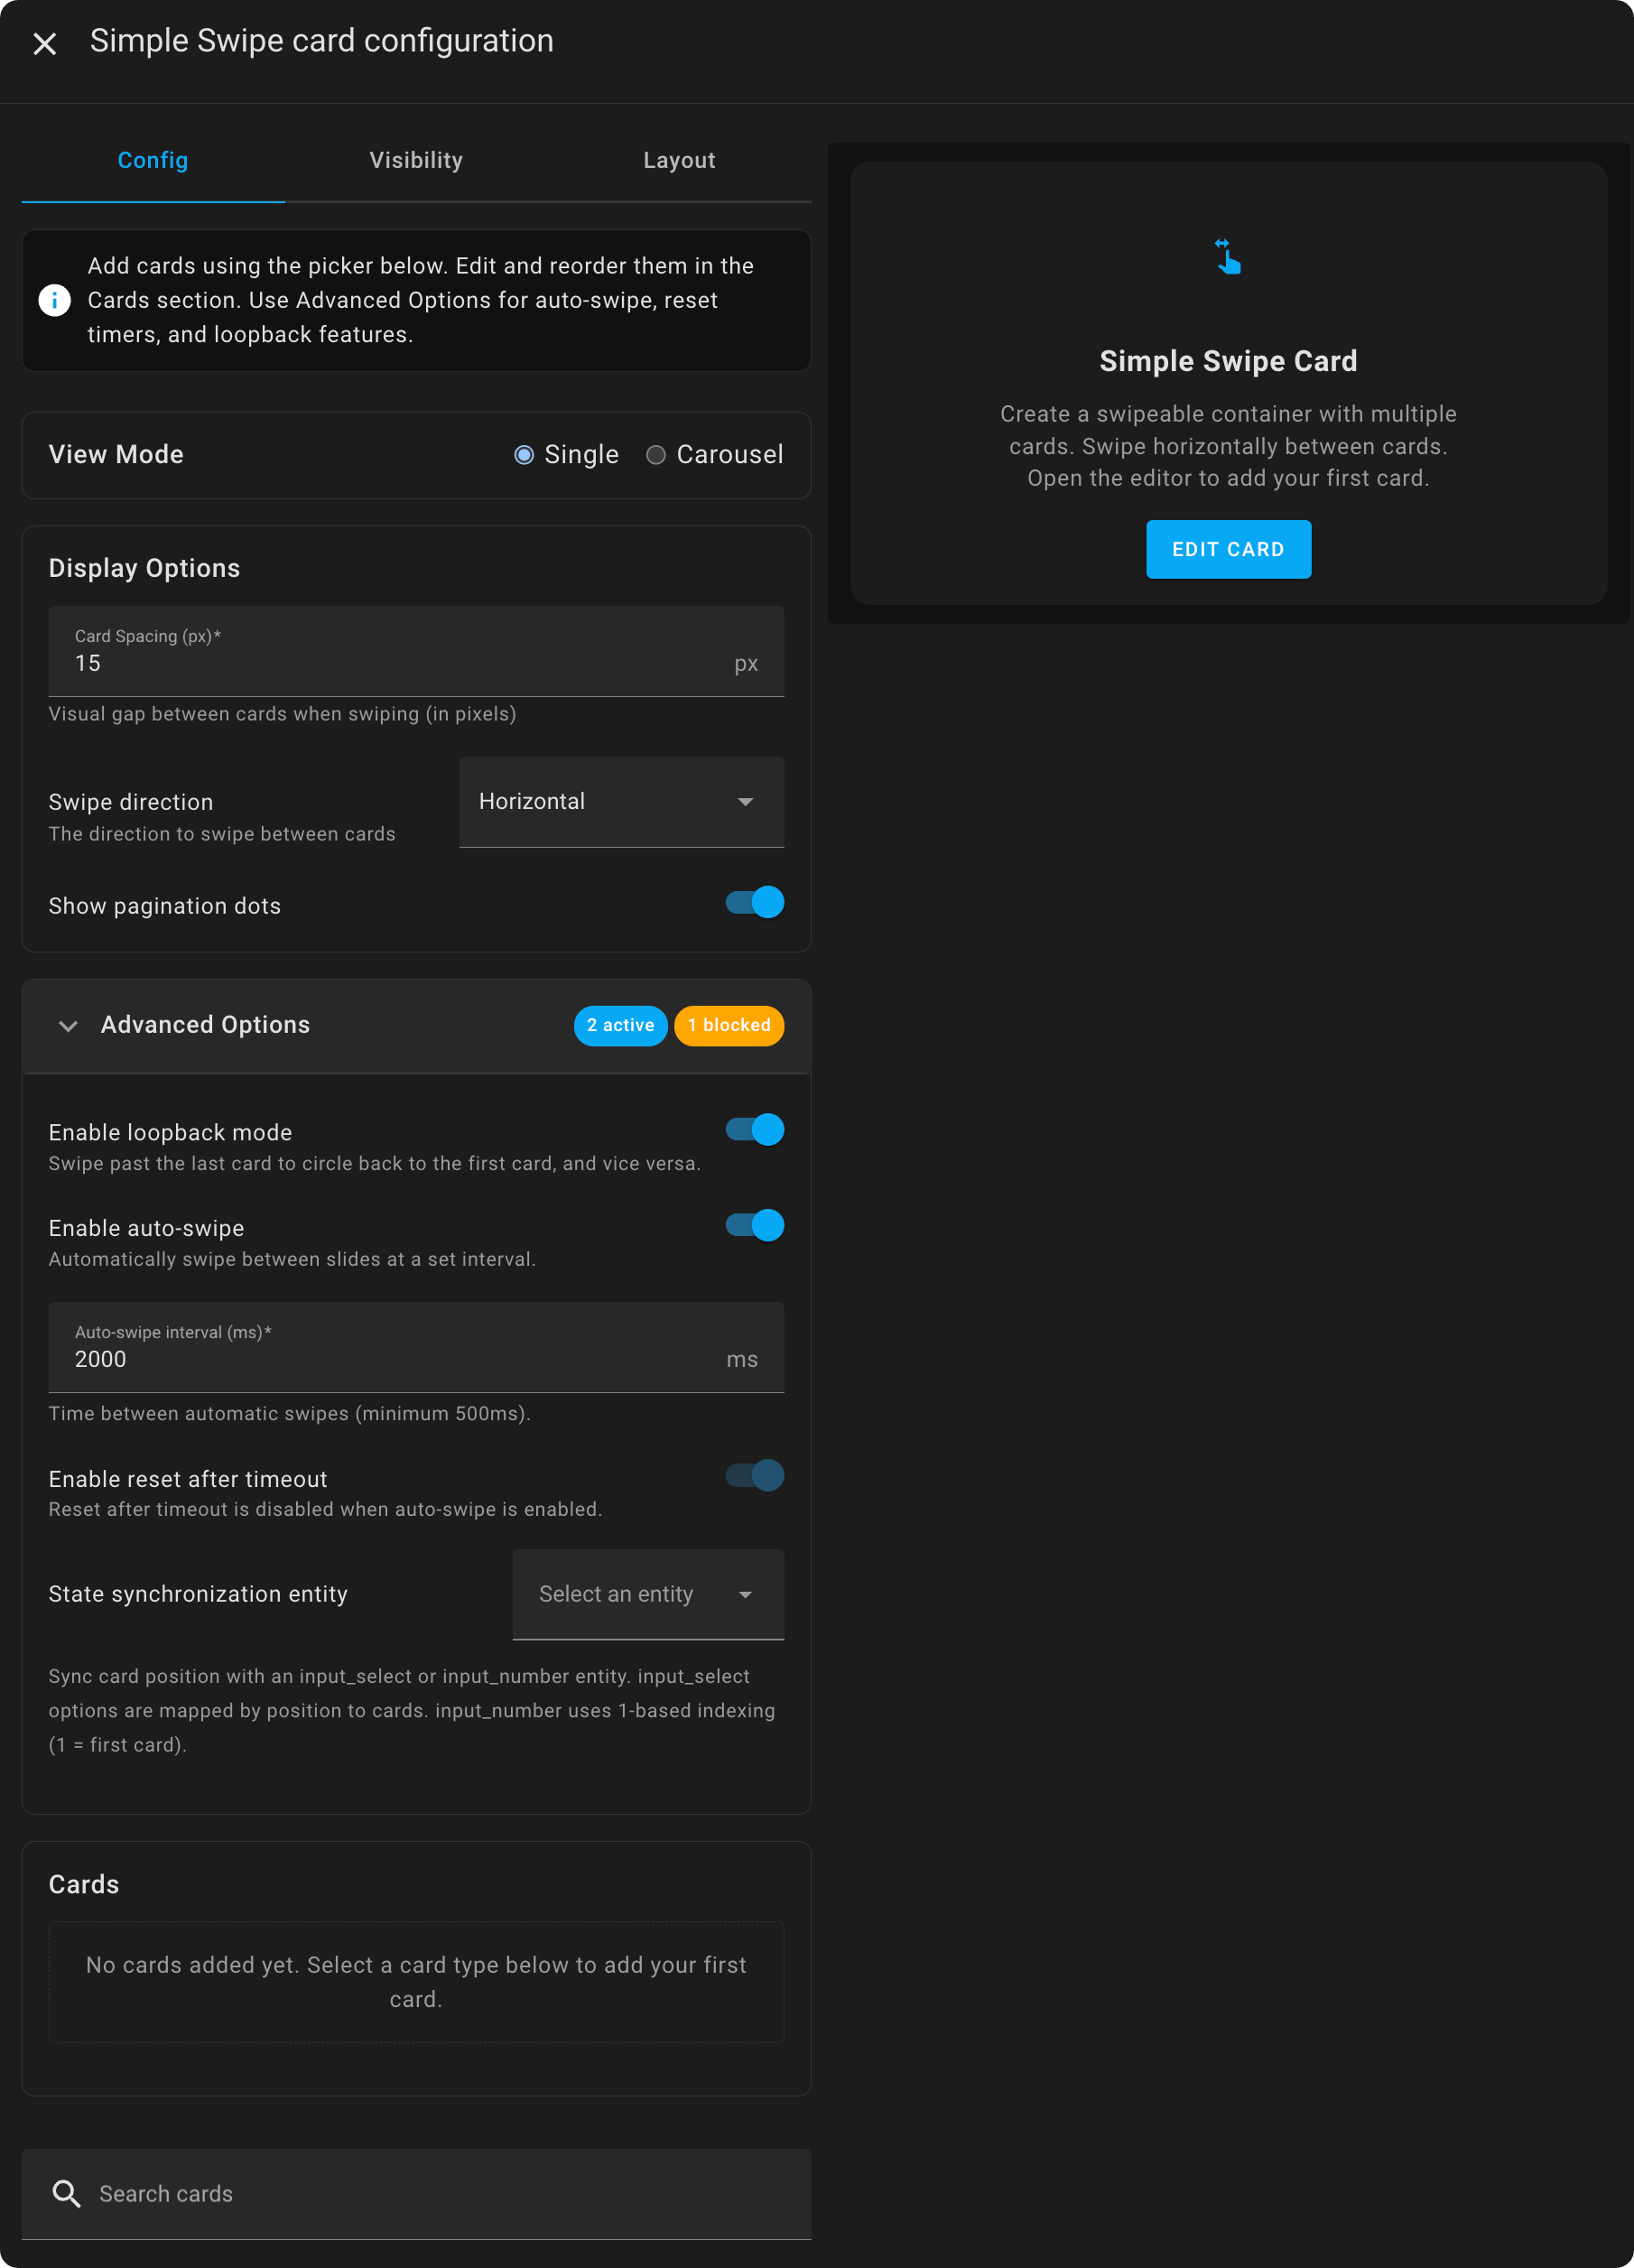 Simple Swipe card configuration
Config
Visibility
Layout
Add cards using the picker below. Edit and reorder them in the
Cards section. Use Advanced Options for auto-swipe, reset
timers, and loopback features.
View Mode
Single
Carousel
Display Options
Card Spacing (px)*
15
px
Visual gap between cards when swiping (in pixels)
Swipe direction
The direction to swipe between cards
Horizontal
Show pagination dots
Advanced Options
2 active
1 blocked
Enable loopback mode
Swipe past the last card to circle back to the first card, and vice versa.
Enable auto-swipe
Automatically swipe between slides at a set interval.
Auto-swipe interval (ms)*
2000
ms
Time between automatic swipes (minimum 500ms).
Enable reset after timeout
Reset after timeout is disabled when auto-swipe is enabled.
State synchronization entity
Select an entity
Sync card position with an input_select or input_number entity. input_select
options are mapped by position to cards. input_number uses 1-based indexing
(1 = first card).
Cards
No cards added yet. Select a card type below to add your first
card.
Search cards
Simple Swipe Card
Create a swipeable container with multiple
cards. Swipe horizontally between cards.
Open the editor to add your first card.
EDIT CARD